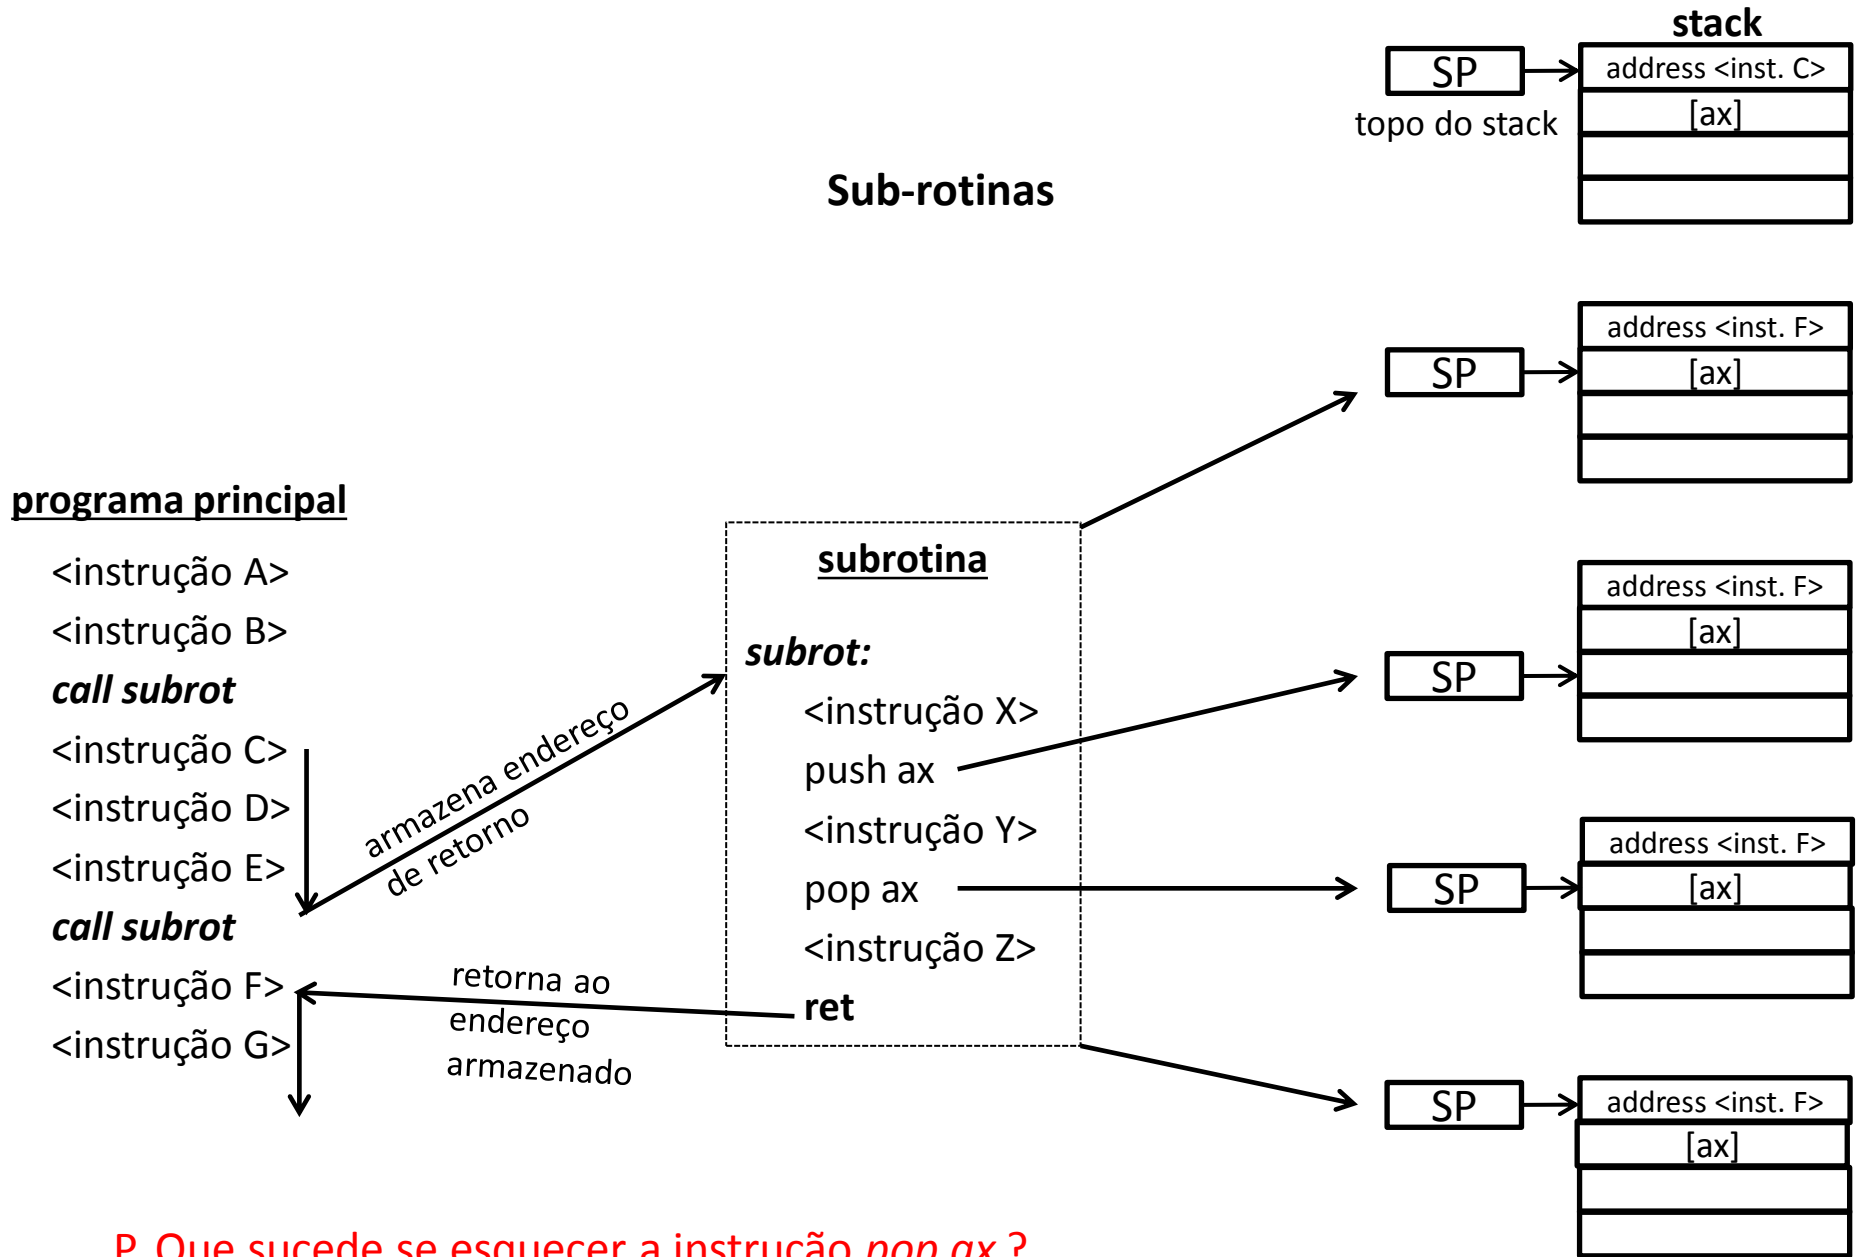 stack
SP
address <inst. C>
topo do stack
[ax]
Sub-rotinas
address <inst. F>
SP
[ax]
programa principal
<instrução A>
<instrução B>
call subrot
<instrução C>
<instrução D>
<instrução E>
call subrot
<instrução F>
<instrução G>
armazena endereço
de retorno
retorna ao
endereço
armazenado
subrotina
subrot:
<instrução X>
push ax
<instrução Y>
pop ax
<instrução Z>
ret
address <inst. F>
[ax]
SP
address <inst. F>
SP
[ax]
SP
address <inst. F>
[ax]
P. Que sucede se esquecer a instrução pop ax ?